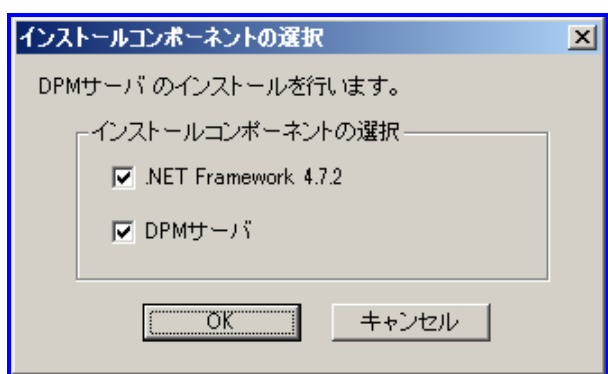 インストールコンポーネントの選択
DPMサーバ のインストールを行います。
インストールコンポーネントの選択
.NET Framework 4.7.2
DPMサーバ
OK
キャンセル